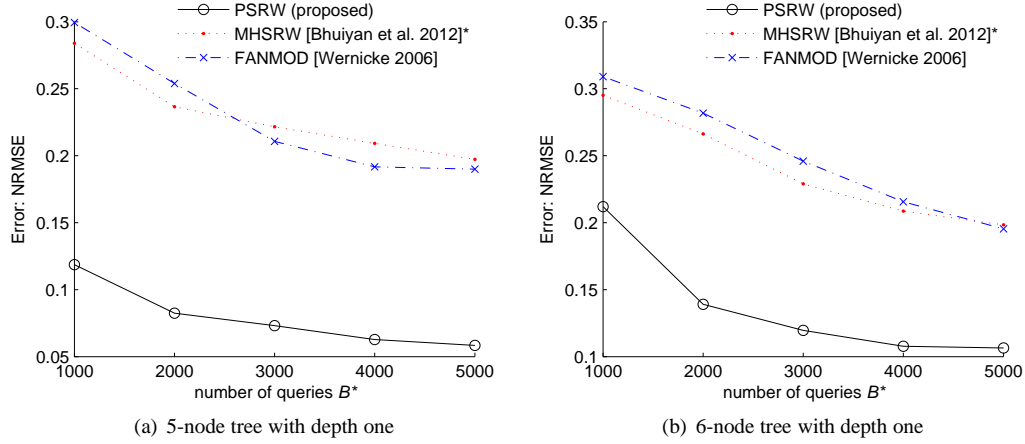 PSRW (proposed)
MHSRW [Bhuiyan et al. 2012]*
FANMOD [Wernicke 2006]
0.3
0.25
0.2
0.15
0.1
0.05
Error: NRMSE
1000 2000 3000 4000 5000
number of queries B*
(a) 5-node tree with depth one
PSRW (proposed)
MHSRW [Bhuiyan et al. 2012]*
FANMOD [Wernicke 2006]
0.35
0.3
0.25
0.2
0.15
0.1
Error: NRMSE
1000 2000 3000 4000 5000
number of queries B*
(b) 6-node tree with depth one